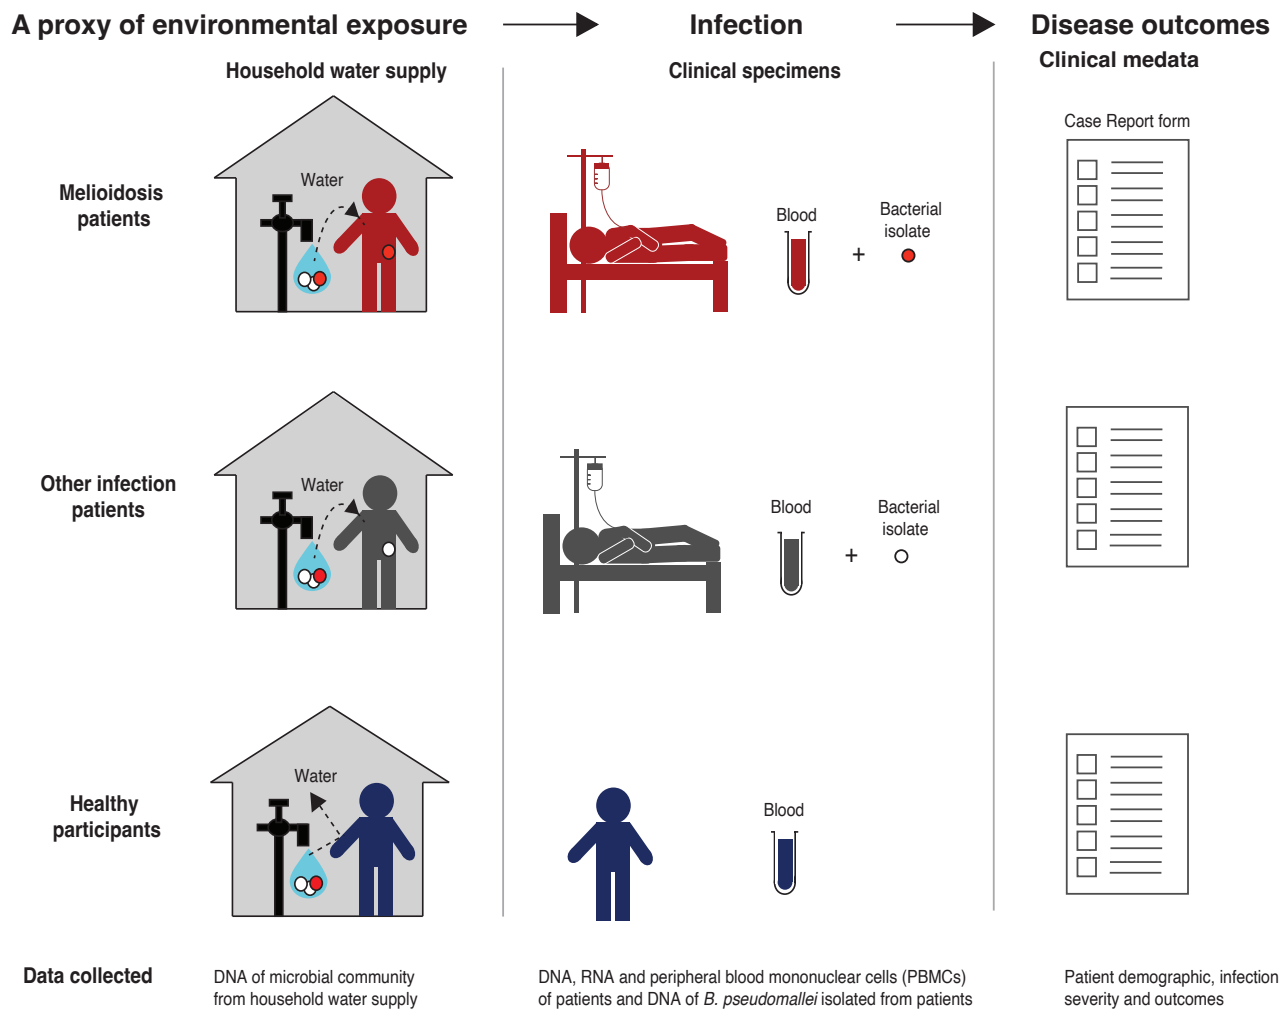 A proxy of environmental exposure
Infection
Disease outcomes
Household water supply
Clinical specimens
Clinical medata
Case Report form
Melioidosis
patients
Water
Blood
+
Bacterial
isolate
Other infection
patients
Water
Blood
+
Bacterial
isolate
Healthy
participants
Water
Blood
Data collected
DNA of microbial community
from household water supply
DNA, RNA and peripheral blood mononuclear cells (PBMCs)
of patients and DNA of B. pseudomallei isolated from patients
Patient demographic, infection
severity and outcomes